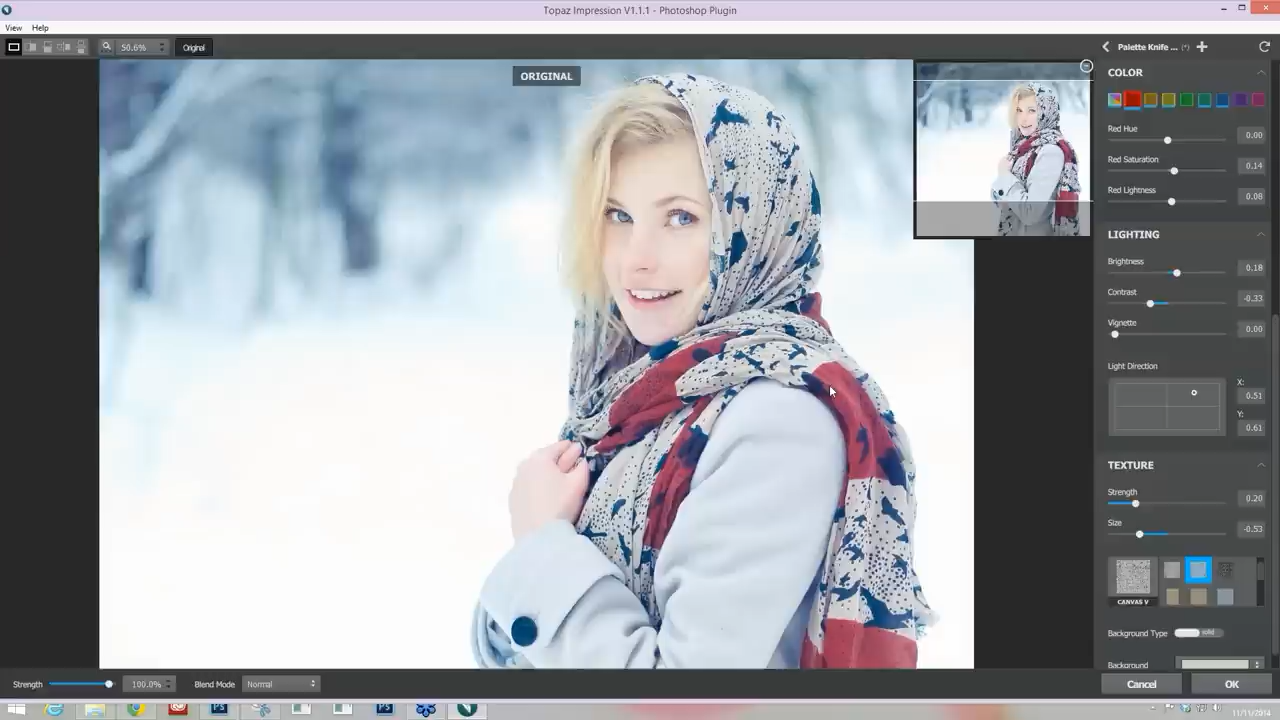 Topaz Impression V1.1.1 - Photoshop Plugin
View Help
50.6% Original
Palette Knife ... (*)
ORIGINAL
COLOR
Red Hue 0.00
Red Saturation 0.14
Red Lightness 0.08
LIGHTING
Brightness 0.18
Contrast -0.33
Vignette 0.00
Light Direction X:
0.51
Y:
0.61
TEXTURE
Strength 0.20
Size -0.53
CANVAS V
Background Type solid
Background
Strength 100.0% Blend Mode Normal Cancel OK
11/11/2014